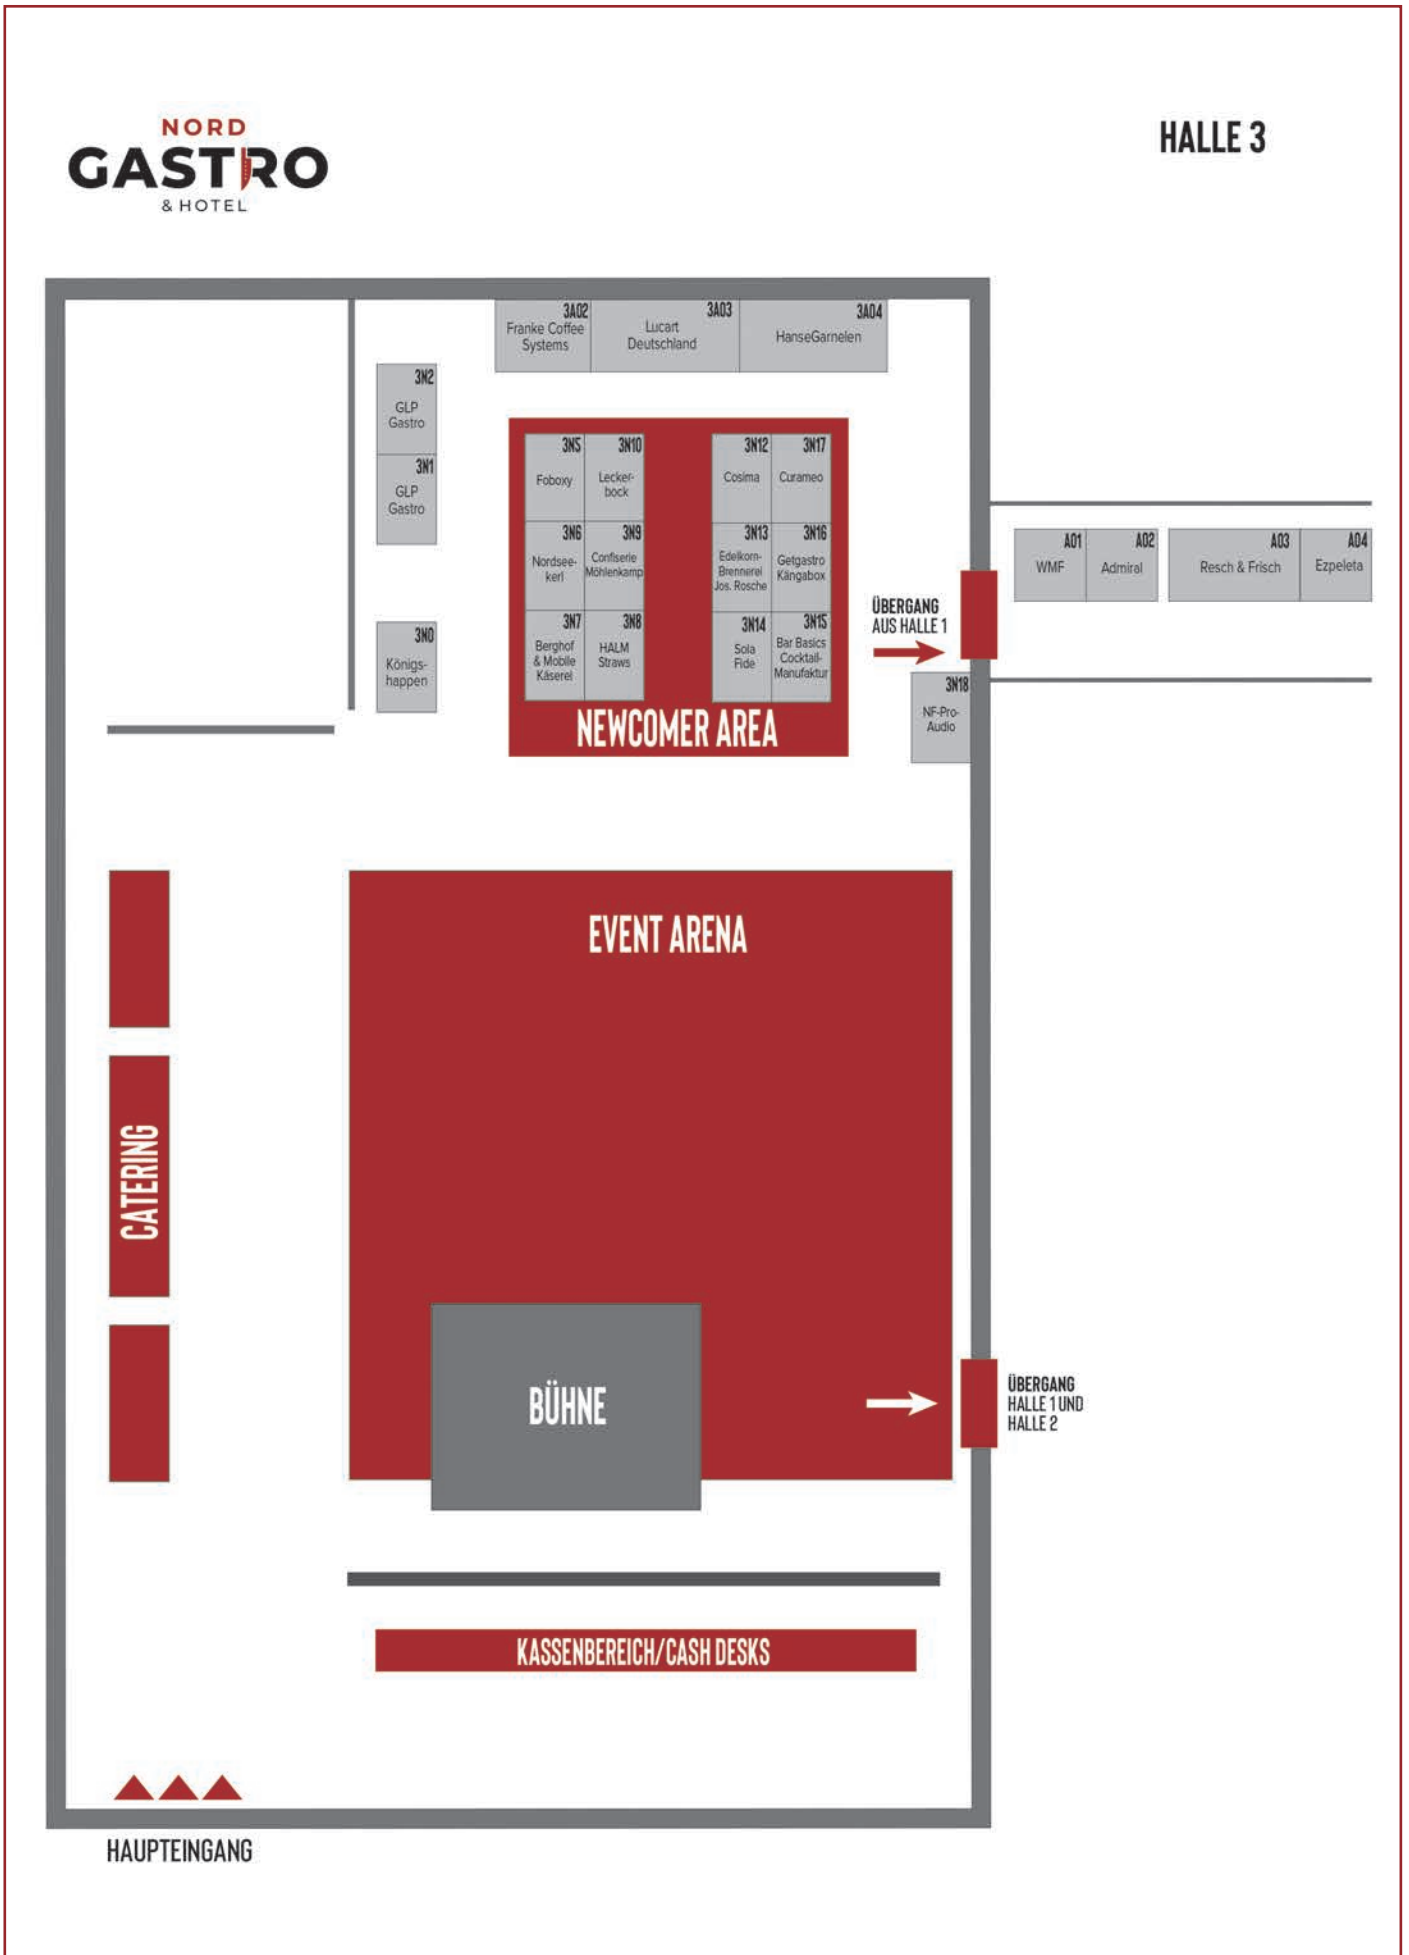 NORD
GASTRO
& HOTEL
HALLE 3
3A02
Franke Coffee
Systems
3A03
Lucart
Deutschland
3A04
HanseGarnelen
3N2
GLP
Gastro
3N1
GLP
Gastro
3N0
Königs-
happen
3N5
Foboxy
3N10
Lecker-
bock
3N6
Nordsee-
kerl
3N9
Confiserie
Möhlenkamp
3N7
Berghof
& Mobile
Käserei
3N8
HALM
Straws
3N12
Cosima
3N17
Curameo
3N13
Edelkorn-
Brennerei
Jos. Rosche
3N16
Getgastro
Kängabox
3N14
Sola
Fide
3N15
Bar Basics
Cocktail-
Manufaktur
NEWCOMER AREA
ÜBERGANG
AUS HALLE 1
3N18
NF-Pro-
Audio
A01
WMF
A02
Admiral
A03
Resch & Frisch
A04
Ezpeleta
EVENT ARENA
CATERING
BÜHNE
ÜBERGANG
HALLE 1 UND
HALLE 2
KASSENBEREICH/CASH DESKS
HAUPTEINGANG